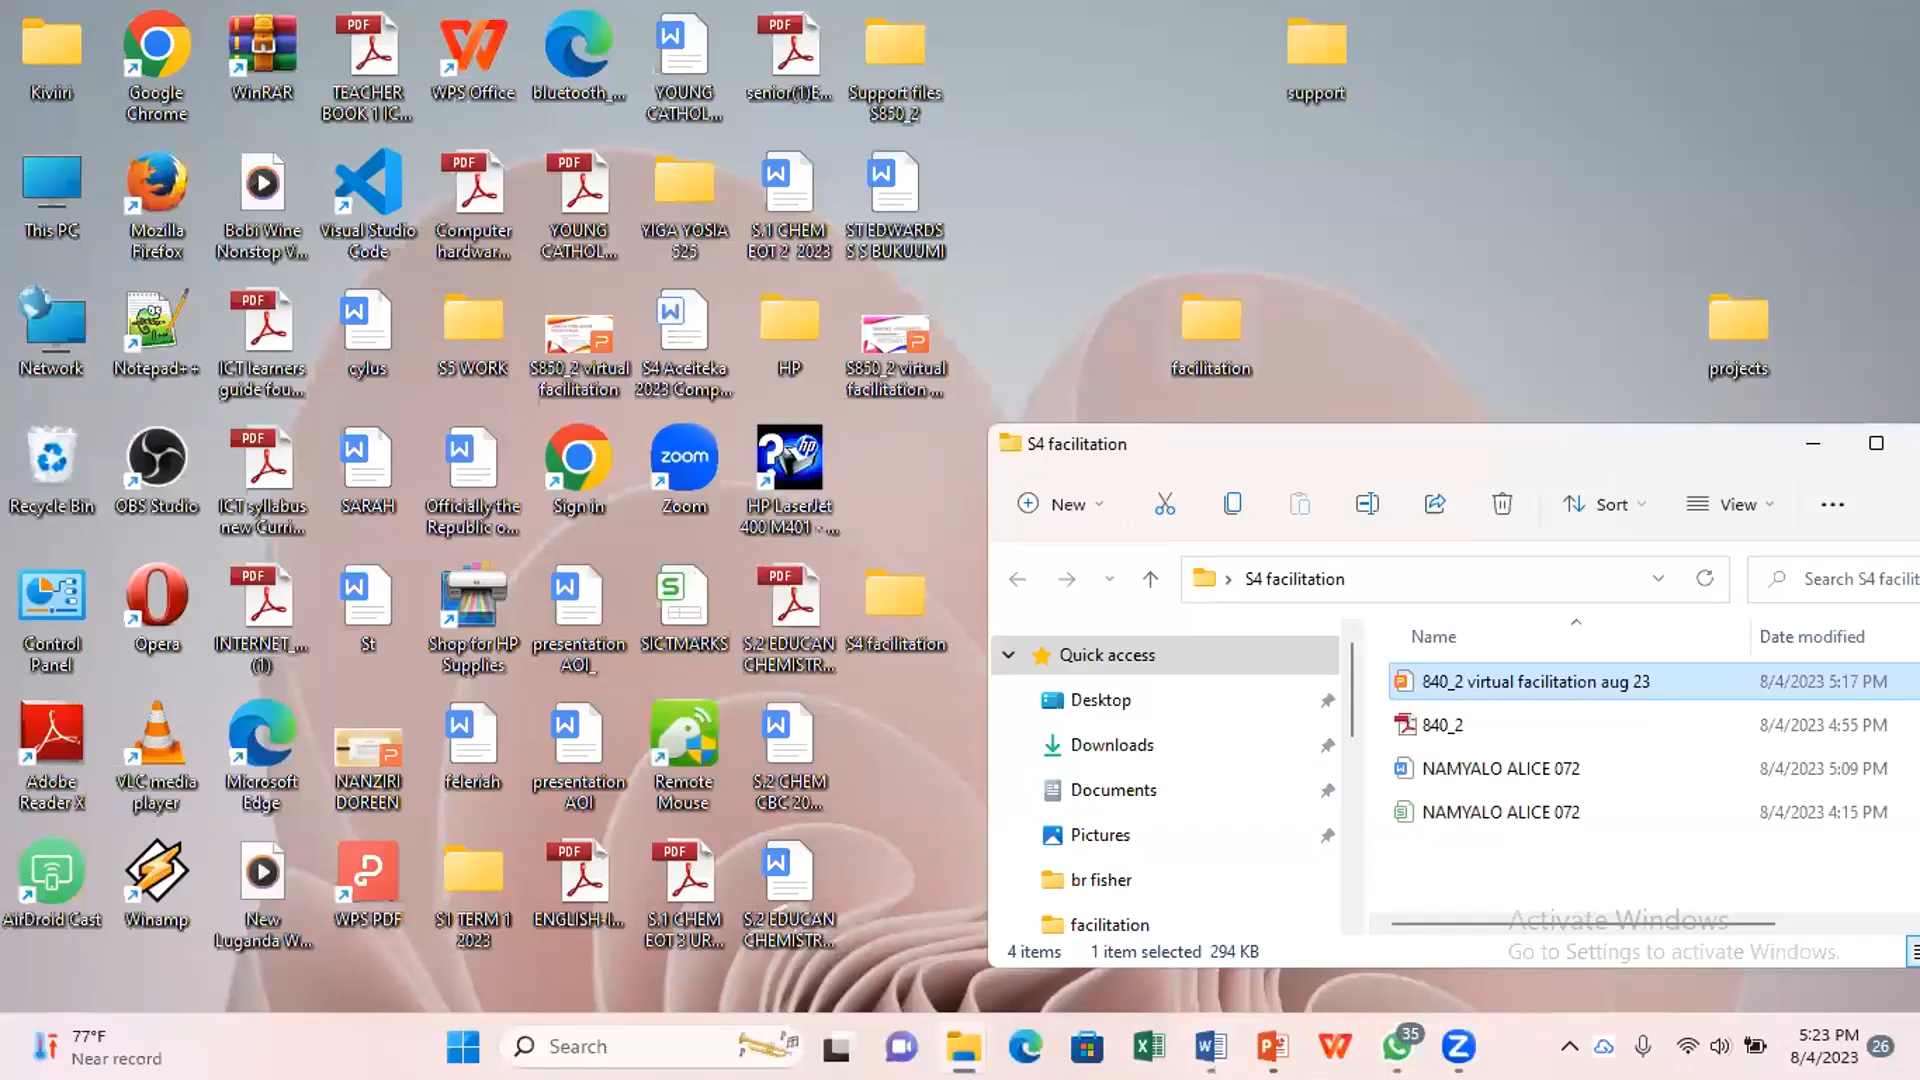 Kiviiri
Google
Chrome
WinRAR
TEACHER
BOOK 1 IC...
WPS Office
bluetooth_...
YOUNG
CATHOL...
senior(1)E...
Support files
S850_2
support
This PC
Mozilla
Firefox
Bobi Wine
Nonstop V...
Visual Studio
Code
Computer
hardwar...
YOUNG
CATHOL...
YIGA YOSIA
525
S.1 CHEM
EOT 2 2023
ST EDWARDS
S S BUKUUMI
Network
Notepad++
ICT learners
guide fou...
cylus
S5 WORK
S850_2 virtual
facilitation
S4 Aceiteka
2023 Comp...
HP
S850_2 virtual
facilitation ...
facilitation
projects
Recycle Bin
OBS Studio
ICT syllabus
new Curri...
SARAH
Officially the
Republic o...
Sign in
zoom
Zoom
HP LaserJet
400 M401 - ...
Control
Panel
Opera
INTERNET_...
(1)
St
Shop for HP
Supplies
presentation
AOI_
SICTMARKS
S.2 EDUCAN
CHEMISTR...
S4 facilitation
Adobe
Reader X
VLC media
player
Microsoft
Edge
NANZIRI
DOREEN
feleriah
presentation
AOI
Remote
Mouse
S.2 CHEM
CBC 20...
AirDroid Cast
Winamp
New
Luganda W...
WPS PDF
S1 TERM 1
2023
ENGLISH-I...
S.1 CHEM
EOT 3 UR...
S.2 EDUCAN
CHEMISTR...
S4 facilitation
New
Sort
View
S4 facilitation
Search S4 facilit
Name
Date modified
Quick access
Desktop
Downloads
Documents
Pictures
br fisher
facilitation
840_2 virtual facilitation aug 23 8/4/2023 5:17 PM
840_2 8/4/2023 4:55 PM
NAMYALO ALICE 072 8/4/2023 5:09 PM
NAMYALO ALICE 072 8/4/2023 4:15 PM
4 items 1 item selected 294 KB
Activate Windows
Go to Settings to activate Windows.
77°F
Near record
Search
35
5:23 PM
8/4/2023
26